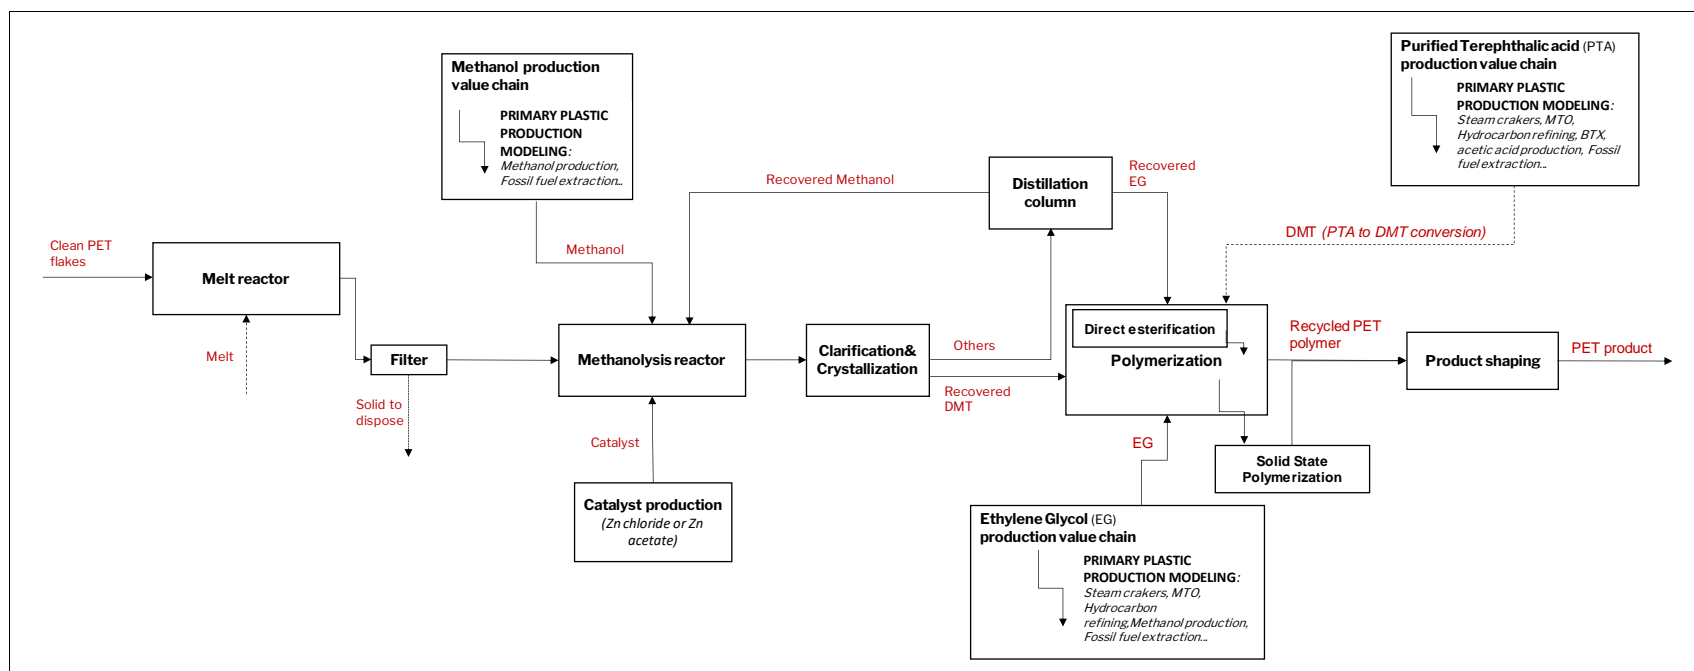 Purified Terephthalic acid (PTA)
production value chain
PRIMARY PLASTIC
PRODUCTION MODELING:
Steam crakers, MTO,
Hydrocarbon refining, BTX,
acetic acid production, Fossil
fuel extraction...
Methanol production
value chain
PRIMARY PLASTIC
PRODUCTION
MODELING:
Methanol production,
Fossil fuel extraction...
Recovered Methanol
Distillation
column
Recovered
EG
DMT (PTA to DMT conversion)
Clean PET
flakes
Melt reactor
Methanol
Melt
Filter
Solid to
dispose
Methanolysis reactor
Clarification&
Crystallization
Others
Recovered
DMT
Direct esterification
Polymerization
Recycled PET
polymer
Product shaping
PET product
Catalyst
EG
Solid State
Polymerization
Catalyst production
(Zn chloride or Zn
acetate)
Ethylene Glycol (EG)
production value chain
PRIMARY PLASTIC
PRODUCTION MODELING:
Steam crakers, MTO,
Hydrocarbon
refining,Methanol production,
Fossil fuel extraction...